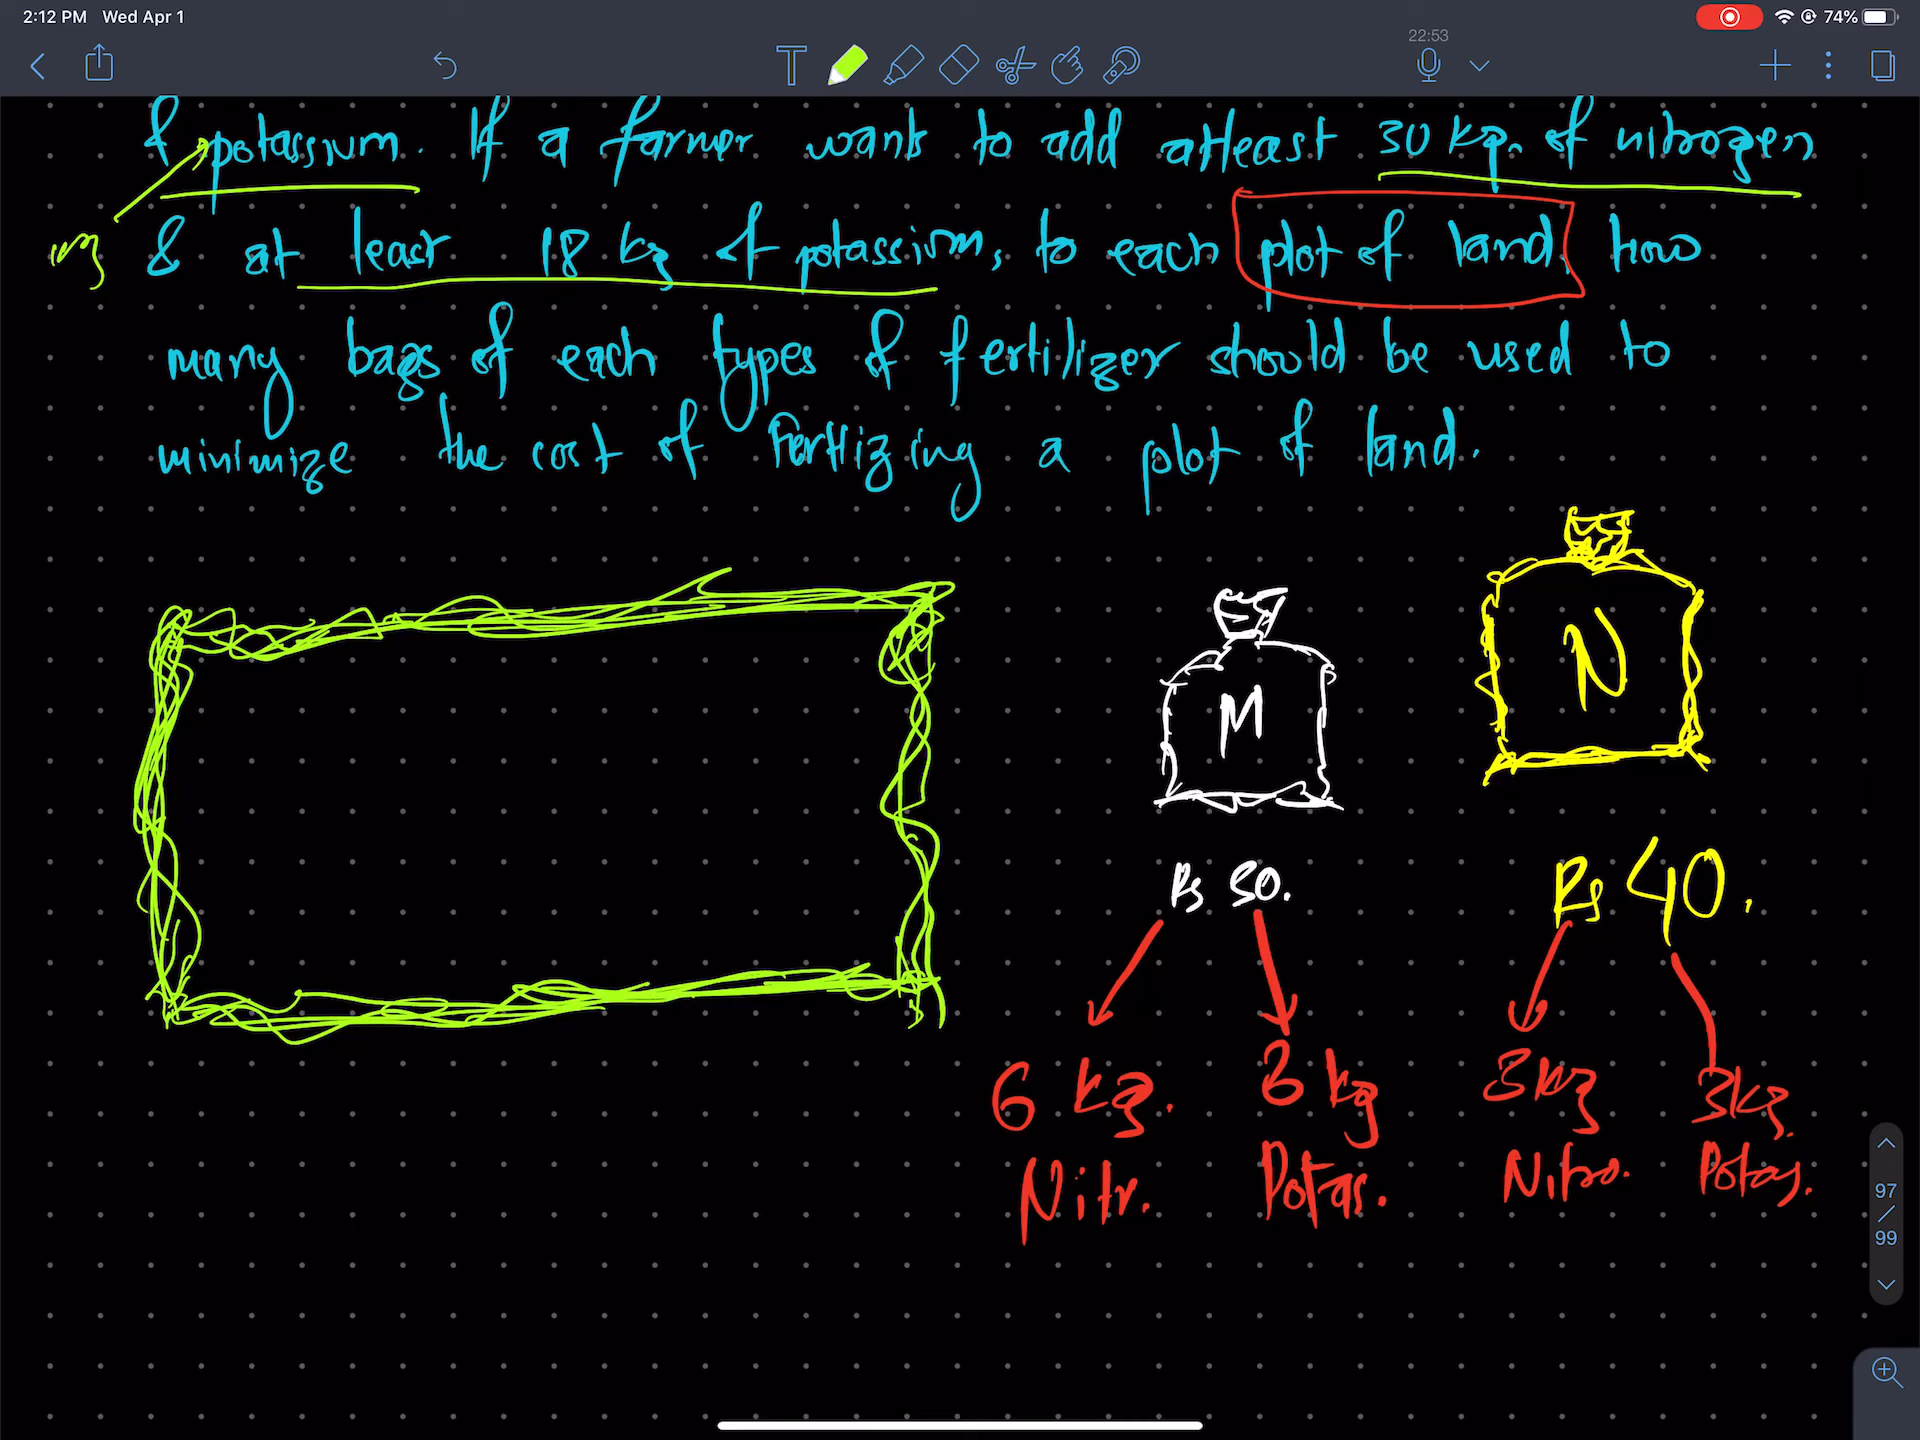 2:12 PM Wed Apr 1
74%
22:53
& potassium. If a farmer wants to add atleast 30 kg. of nitrogen
& at least 18 kg of potassium, to each plot of land, how
many bags of each types of fertilizer should be used to
minimize the cost of Fertlizing a plot of land.
M
N
Rs 50.
Rs 40.
6 kg. 3 kg 3 kg 3 kg.
Nitr. Potas. Nitro. Potas.
97
/
99